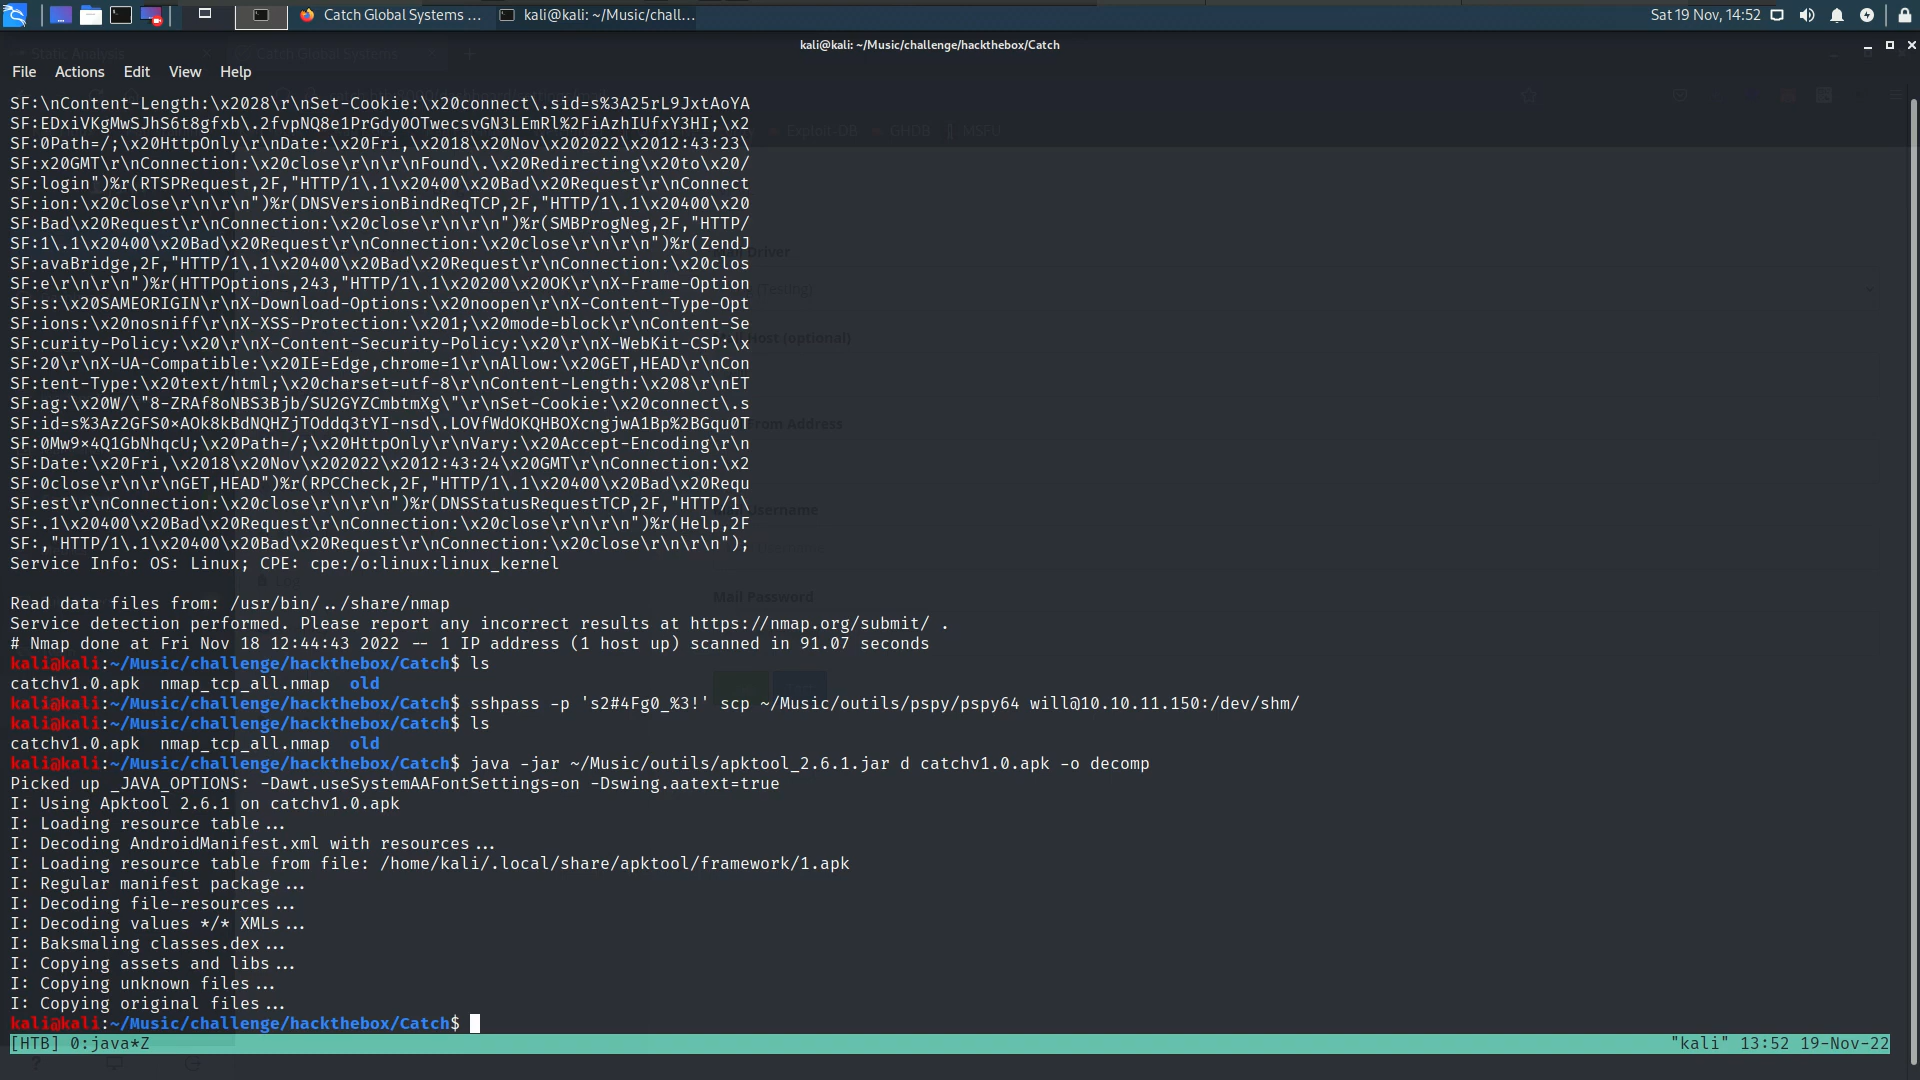 Catch Global Systems ...
kali@kali: ~/Music/chall...
Sat 19 Nov, 14:52
kali@kali: ~/Music/challenge/hackthebox/Catch
Static Analysis
Catch Global Systems
File Actions Edit View Help
SF:\nContent-Length:\x2028\r\nSet-Cookie:\x20connect\.sid=s%3A25rL9JxtAoYA
SF:EDxiVKgMwSJhS6t8gfxb\.2fvpNQ8e1PrGdy0OTwecsvGN3LEmRl%2FiAzhIUfxY3HI;\x2
Exploit-DB GHDB MSFU
SF:0Path=/;\x20HttpOnly\r\nDate:\x20Fri,\x2018\x20Nov\x202022\x2012:43:23\
SF:x20GMT\r\nConnection:\x20close\r\n\r\nFound\.\x20Redirecting\x20to\x20/
SF:login")%r(RTSPRequest,2F,"HTTP/1\.1\x20400\x20Bad\x20Request\r\nConnect
SF:ion:\x20close\r\n\r\n")%r(DNSVersionBindReqTCP,2F,"HTTP/1\.1\x20400\x20
SF:Bad\x20Request\r\nConnection:\x20close\r\n\r\n")%r(SMBProgNeg,2F,"HTTP/
SF:1\.1\x20400\x20Bad\x20Request\r\nConnection:\x20close\r\n\r\n")%r(ZendJ
SF:avaBridge,2F,"HTTP/1\.1\x20400\x20Bad\x20Request\r\nConnection:\x20clos
SF:e\r\n\r\n")%r(HTTPOptions,243,"HTTP/1\.1\x20200\x20OK\r\nX-Frame-Option
SF:s:\x20SAMEORIGIN\r\nX-Download-Options:\x20noopen\r\nX-Content-Type-Opt
SF:ions:\x20nosniff\r\nX-XSS-Protection:\x201;\x20mode=block\r\nContent-Se
SF:curity-Policy:\x20\r\nX-Content-Security-Policy:\x20\r\nX-WebKit-CSP:\x
SF:20\r\nX-UA-Compatible:\x20IE=Edge,chrome=1\r\nAllow:\x20GET,HEAD\r\nCon
SF:tent-Type:\x20text/html;\x20charset=utf-8\r\nContent-Length:\x208\r\nET
SF:ag:\x20W/\"8-ZRAf8oNBS3Bjb/SU2GYZCmbtmXg\"\r\nSet-Cookie:\x20connect\.s
SF:id=s%3Az2GFS0×AOk8kBdNQHZjTOddq3tYI-nsd\.LOVfWdOKQHBOXcngjwA1Bp%2BGqu0T
SF:0Mw9×4Q1GbNhqcU;\x20Path=/;\x20HttpOnly\r\nVary:\x20Accept-Encoding\r\n
SF:Date:\x20Fri,\x2018\x20Nov\x202022\x2012:43:24\x20GMT\r\nConnection:\x2
SF:0close\r\n\r\nGET,HEAD")%r(RPCCheck,2F,"HTTP/1\.1\x20400\x20Bad\x20Requ
SF:est\r\nConnection:\x20close\r\n\r\n")%r(DNSStatusRequestTCP,2F,"HTTP/1\
SF:.1\x20400\x20Bad\x20Request\r\nConnection:\x20close\r\n\r\n")%r(Help,2F
SF:,"HTTP/1\.1\x20400\x20Bad\x20Request\r\nConnection:\x20close\r\n\r\n");
Service Info: OS: Linux; CPE: cpe:/o:linux:linux_kernel
Driver
Host (optional)
From Address
Username
Mail Password
Read data files from: /usr/bin/../share/nmap
Service detection performed. Please report any incorrect results at https://nmap.org/submit/ .
# Nmap done at Fri Nov 18 12:44:43 2022 -- 1 IP address (1 host up) scanned in 91.07 seconds
kali@kali:~/Music/challenge/hackthebox/Catch$ ls
catchv1.0.apk nmap_tcp_all.nmap old
kali@kali:~/Music/challenge/hackthebox/Catch$ sshpass -p 's2#4Fg0_%3!' scp ~/Music/outils/pspy/pspy64 will@10.10.11.150:/dev/shm/
kali@kali:~/Music/challenge/hackthebox/Catch$ ls
catchv1.0.apk nmap_tcp_all.nmap old
kali@kali:~/Music/challenge/hackthebox/Catch$ java -jar ~/Music/outils/apktool_2.6.1.jar d catchv1.0.apk -o decomp
Picked up _JAVA_OPTIONS: -Dawt.useSystemAAFontSettings=on -Dswing.aatext=true
I: Using Apktool 2.6.1 on catchv1.0.apk
I: Loading resource table...
I: Decoding AndroidManifest.xml with resources...
I: Loading resource table from file: /home/kali/.local/share/apktool/framework/1.apk
I: Regular manifest package...
I: Decoding file-resources...
I: Decoding values */* XMLs...
I: Baksmaling classes.dex...
I: Copying assets and libs...
I: Copying unknown files...
I: Copying original files...
kali@kali:~/Music/challenge/hackthebox/Catch$
[HTB] 0:java*Z
"kali" 13:52 19-Nov-22